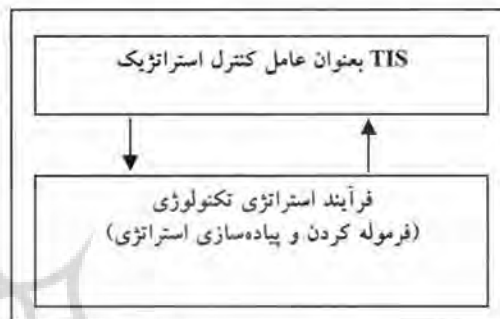 TIS بعنوان عامل کنترل استراتژیک
فرآیند استراتژی تکنولوژی
(فرموله کردن و پیاده‌سازی استراتژی)